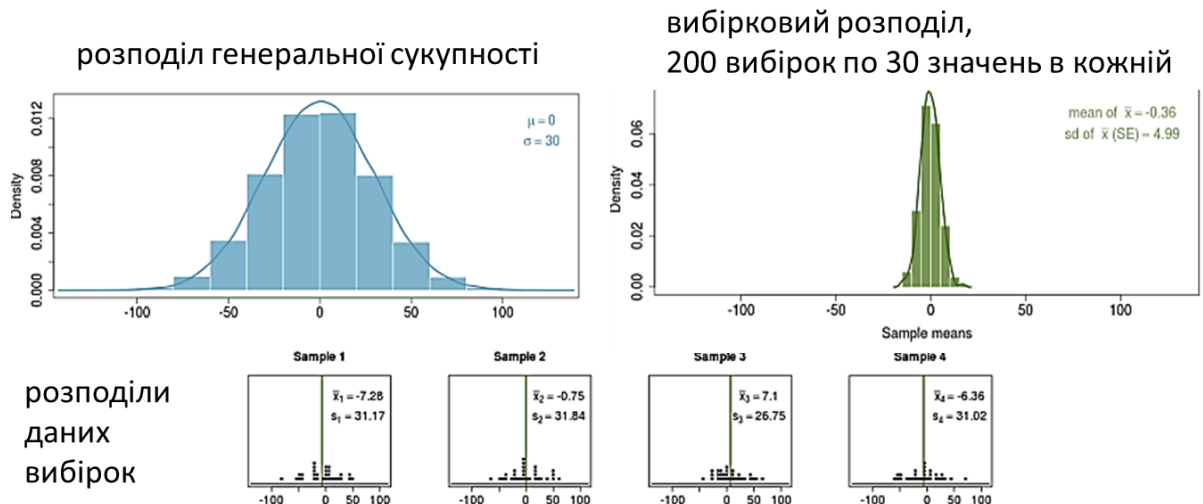 розподіл генеральної сукупності
вибірковий розподіл,
200 вибірок по 30 значень в кожній
μ = 0
σ = 30
Density
0.000
0.004
0.008
0.012
-100 -50 0 50 100
mean of x̅ = -0.36
sd of x̅ (SE) = 4.99
Density
0.00
0.02
0.04
0.06
-100 -50 0 50 100
Sample means
розподіли
даних
вибірок
Sample 1
x̅₁ = -7.28
s₁ = 31.17
-100 0 50 100
Sample 2
x̅₂ = -0.75
s₂ = 31.84
-100 0 50 100
Sample 3
x̅₃ = 7.1
s₃ = 26.75
-100 0 50 100
Sample 4
x̅₄ = -6.36
s₄ = 31.02
-100 0 50 100